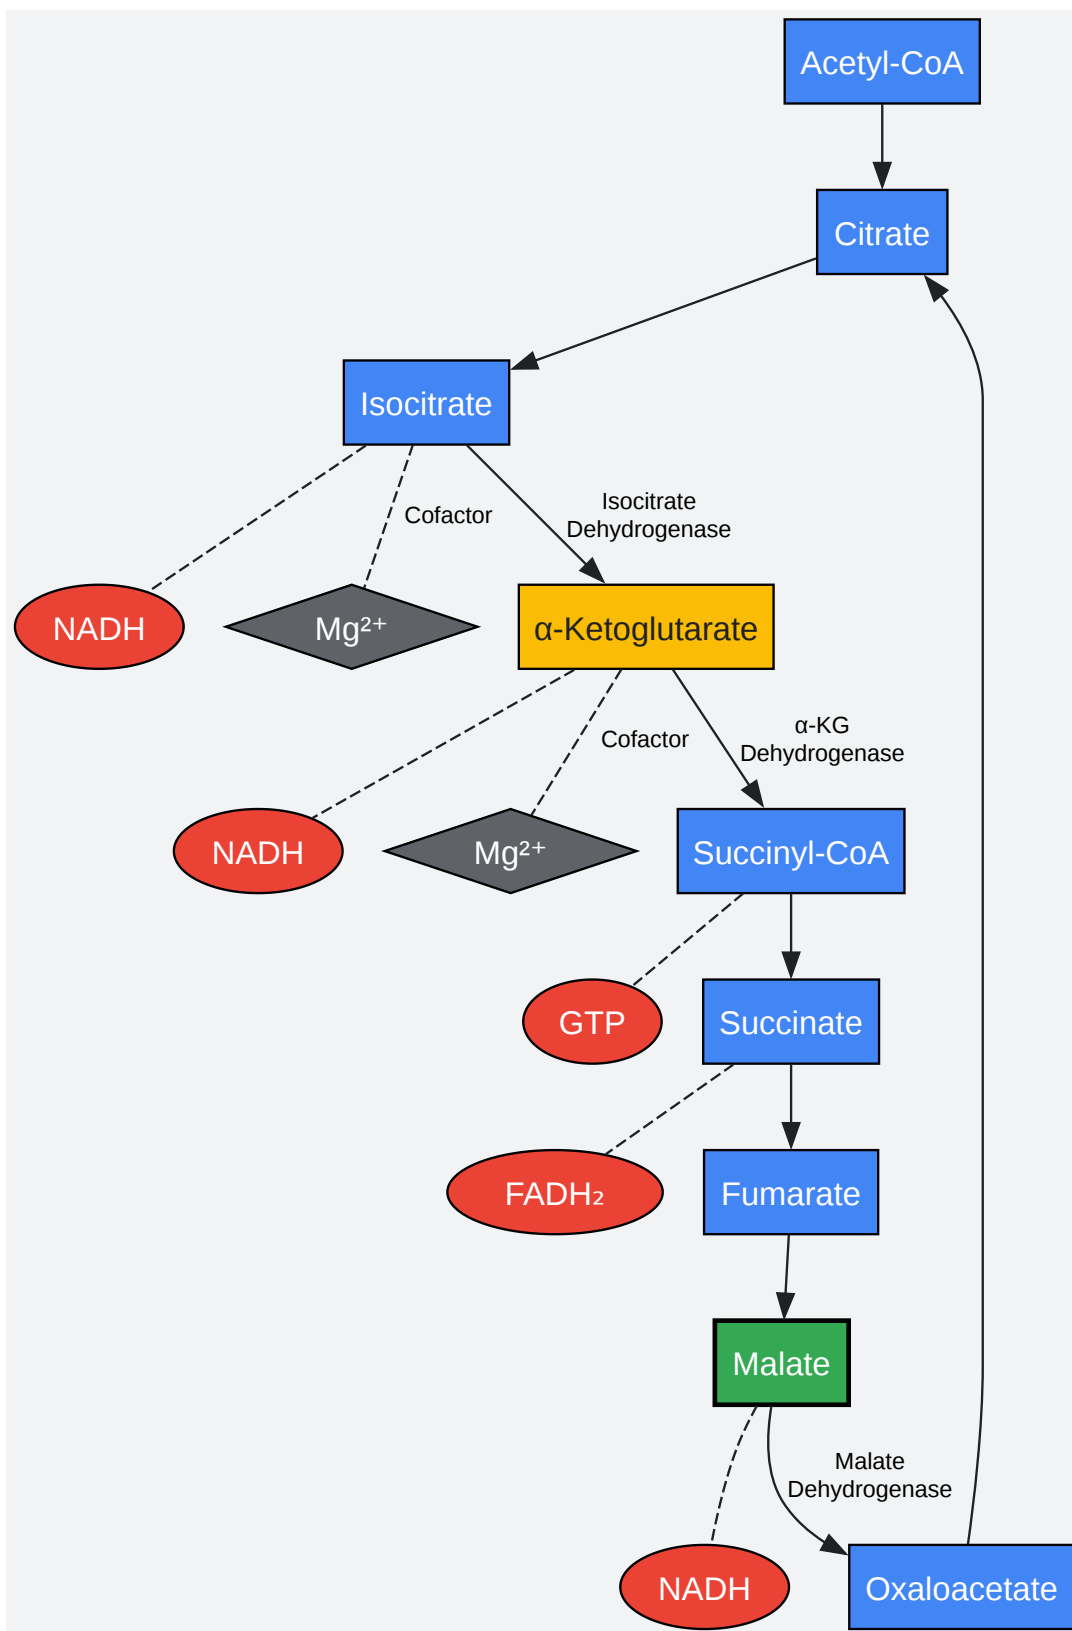 Acetyl-CoA
Citrate
Isocitrate
Cofactor
Isocitrate
Dehydrogenase
NADH
Mg²⁺
α-Ketoglutarate
Cofactor
α-KG
Dehydrogenase
NADH
Mg²⁺
Succinyl-CoA
GTP
Succinate
FADH₂
Fumarate
Malate
Malate
Dehydrogenase
NADH
Oxaloacetate